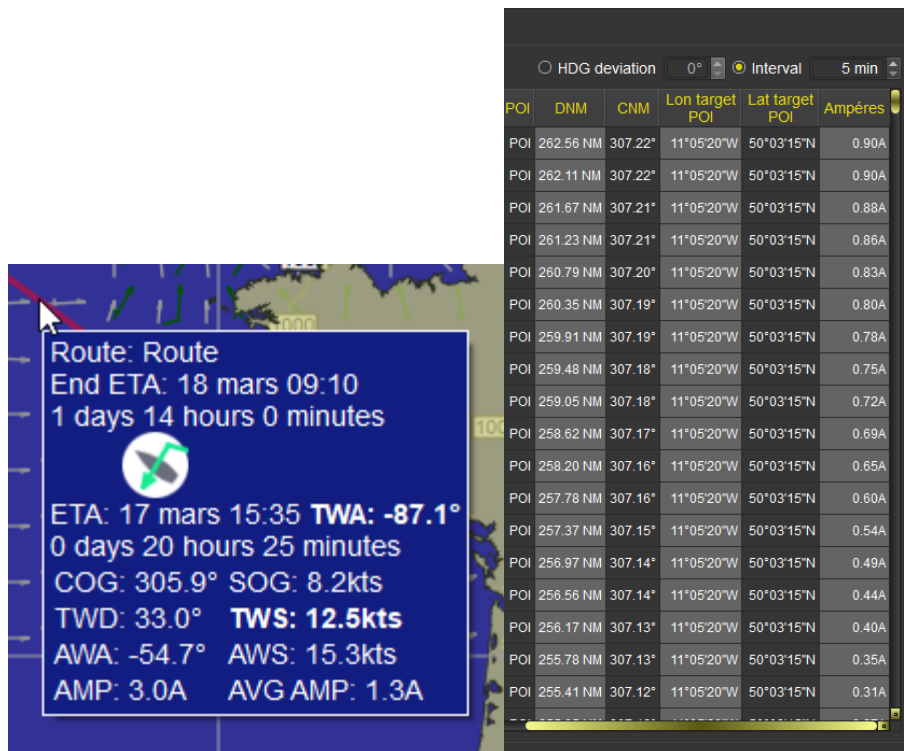 1000
100
Route: Route
End ETA: 18 mars 09:10
1 days 14 hours 0 minutes
ETA: 17 mars 15:35 TWA: -87.1°
0 days 20 hours 25 minutes
COG: 305.9° SOG: 8.2kts
TWD: 33.0° TWS: 12.5kts
AWA: -54.7° AWS: 15.3kts
AMP: 3.0A AVG AMP: 1.3A
HDG deviation 0° Interval 5 min
POI DNM CNM Lon target POI Lat target POI Ampéres
POI 262.56 NM 307.22° 11°05'20"W 50°03'15"N 0.90A
POI 262.11 NM 307.22° 11°05'20"W 50°03'15"N 0.90A
POI 261.67 NM 307.21° 11°05'20"W 50°03'15"N 0.88A
POI 261.23 NM 307.21° 11°05'20"W 50°03'15"N 0.86A
POI 260.79 NM 307.20° 11°05'20"W 50°03'15"N 0.83A
POI 260.35 NM 307.19° 11°05'20"W 50°03'15"N 0.80A
POI 259.91 NM 307.19° 11°05'20"W 50°03'15"N 0.78A
POI 259.48 NM 307.18° 11°05'20"W 50°03'15"N 0.75A
POI 259.05 NM 307.18° 11°05'20"W 50°03'15"N 0.72A
POI 258.62 NM 307.17° 11°05'20"W 50°03'15"N 0.69A
POI 258.20 NM 307.16° 11°05'20"W 50°03'15"N 0.65A
POI 257.78 NM 307.16° 11°05'20"W 50°03'15"N 0.60A
POI 257.37 NM 307.15° 11°05'20"W 50°03'15"N 0.54A
POI 256.97 NM 307.14° 11°05'20"W 50°03'15"N 0.49A
POI 256.56 NM 307.14° 11°05'20"W 50°03'15"N 0.44A
POI 256.17 NM 307.13° 11°05'20"W 50°03'15"N 0.40A
POI 255.78 NM 307.13° 11°05'20"W 50°03'15"N 0.35A
POI 255.41 NM 307.12° 11°05'20"W 50°03'15"N 0.31A